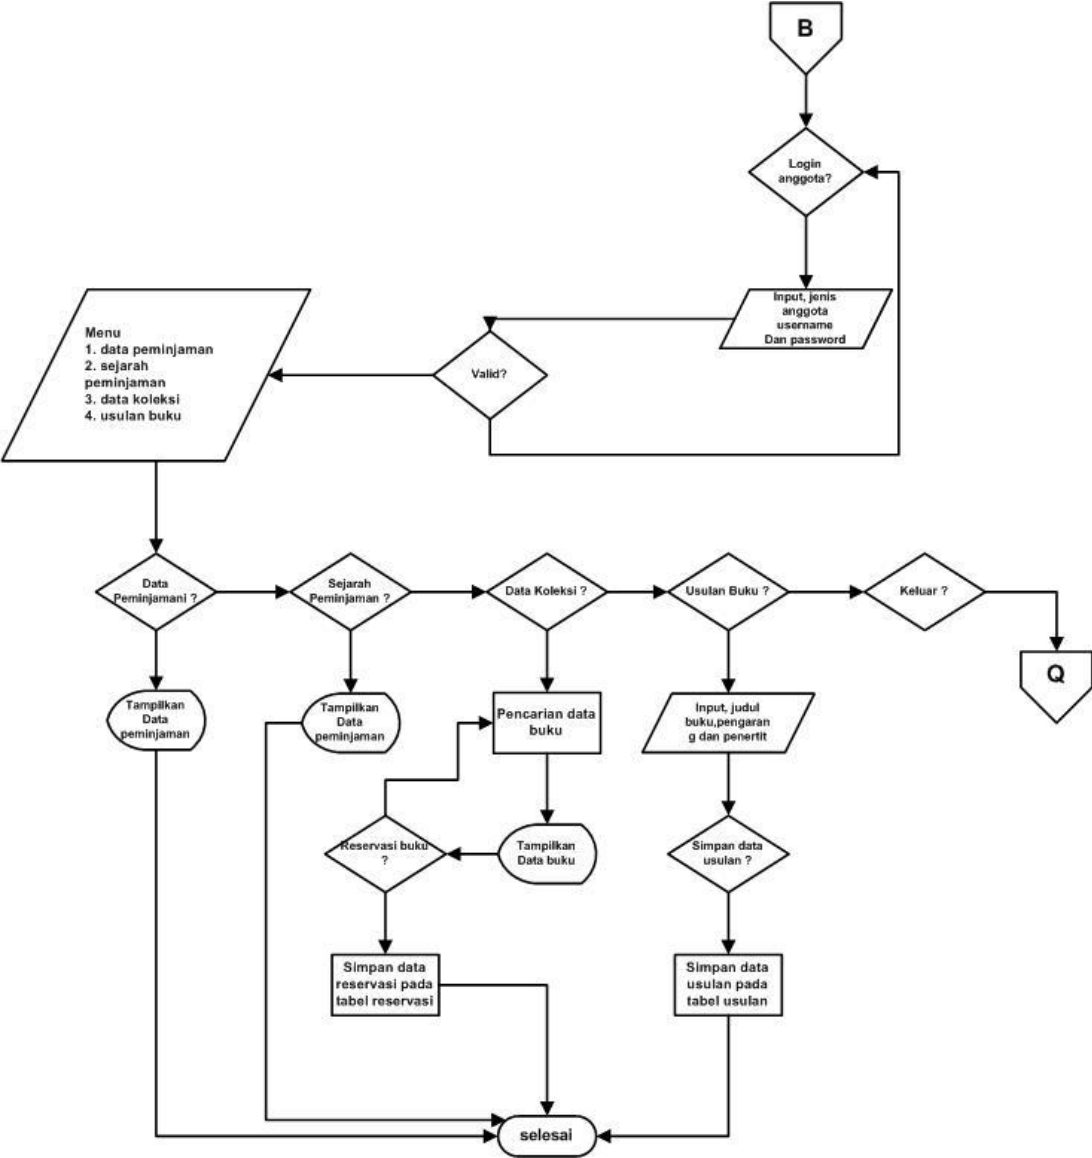 B
Login
anggota?
Input, jenis
anggota
username
Dan password
Valid?
Menu
1. data peminjaman
2. sejarah
peminjaman
3. data koleksi
4. usulan buku
Data
Peminjamani ?
Sejarah
Peminjaman ?
Data Koleksi ?
Usulan Buku ?
Keluar ?
Q
Tampilkan
Data
peminjaman
Tampilkan
Data
peminjaman
Pencarian data
buku
Input, judul
buku,pengaran
g dan penertit
Reservasi buku
?
Tampilkan
Data buku
Simpan data
usulan ?
Simpan data
reservasi pada
tabel reservasi
Simpan data
usulan pada
tabel usulan
selesai